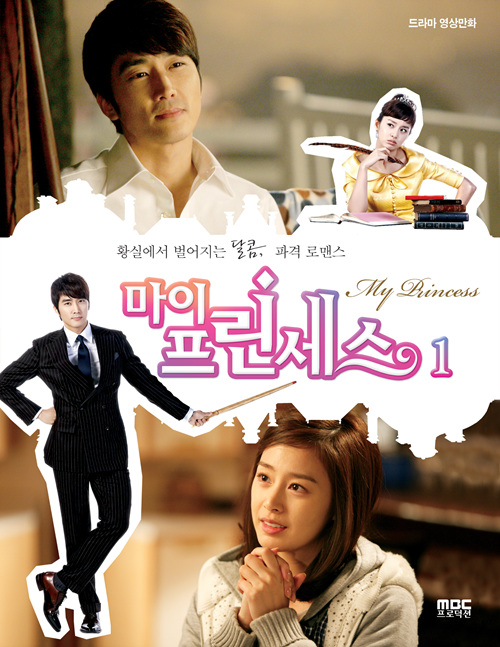 드라마 영상만화
황실에서 벌어지는 달콤, 파격 로맨스
My Princess
마이
프린세스 1
MBC
프로덕션